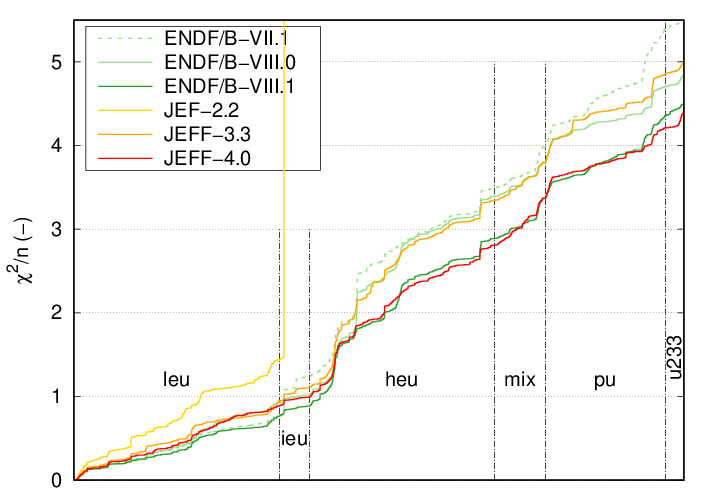 ENDF/B−VII.1
ENDF/B−VIII.0
ENDF/B−VIII.1
JEF−2.2
JEFF−3.3
JEFF−4.0
χ²/n (−)
5
4
3
2
1
0
leu
ieu
heu
mix
pu
u233